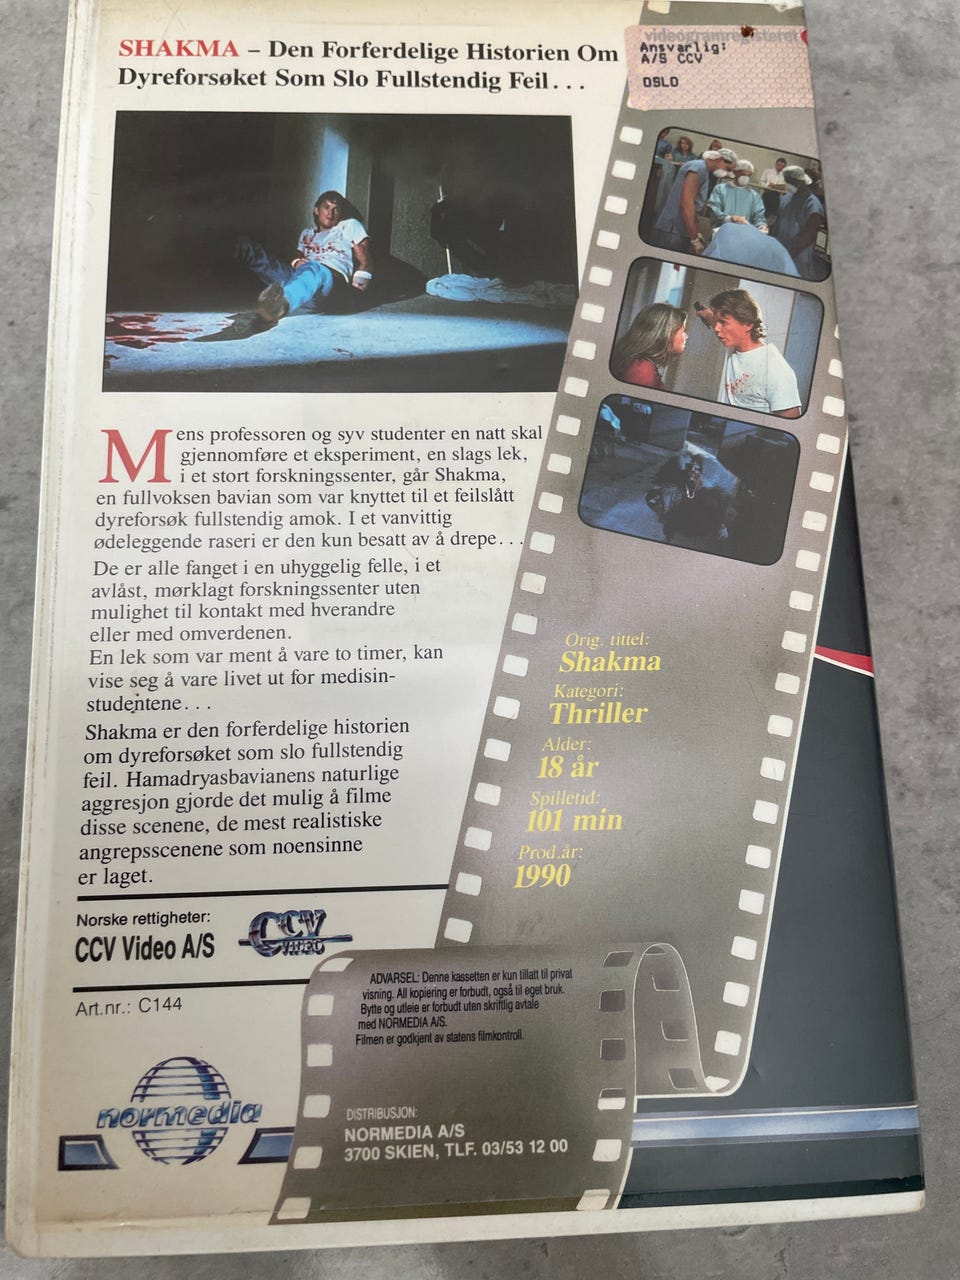 SHAKMA – Den Forferdelige Historien Om
Dyreforsøket Som Slo Fullstendig Feil...
videogramregisteret
Ansvarlig:
A/S CCV
OSLO
Mens professoren og syv studenter en natt skal
gjennomføre et eksperiment, en slags lek,
i et stort forskningssenter, går Shakma,
en fullvoksen bavian som var knyttet til et feilslått
dyreforsøk fullstendig amok. I et vanvittig
ødeleggende raseri er den kun besatt av å drepe...
De er alle fanget i en uhyggelig felle, i et
avlåst, mørklagt forskningssenter uten
mulighet til kontakt med hverandre
eller med omverdenen.
En lek som var ment å vare to timer, kan
vise seg å vare livet ut for medisin-
studentene...
Shakma er den forferdelige historien
om dyreforsøket som slo fullstendig
feil. Hamadryasbavianens naturlige
aggresjon gjorde det mulig å filme
disse scenene, de mest realistiske
angrepsscenene som noensinne
er laget.
Orig. tittel:
Shakma
Kategori:
Thriller
Alder:
18 år
Spilletid:
101 min
Prod.år:
1990
Norske rettigheter:
CCV Video A/S
CCV
VIDEO
Art.nr.: C144
normedia
ADVARSEL: Denne kassetten er kun tillatt til privat
visning. All kopiering er forbudt, også til eget bruk.
Bytte og utleie er forbudt uten skriftlig avtale
med NORMEDIA A/S.
Filmen er godkjent av statens filmkontroll.
DISTRIBUSJON:
NORMEDIA A/S
3700 SKIEN, TLF. 03/53 12 00